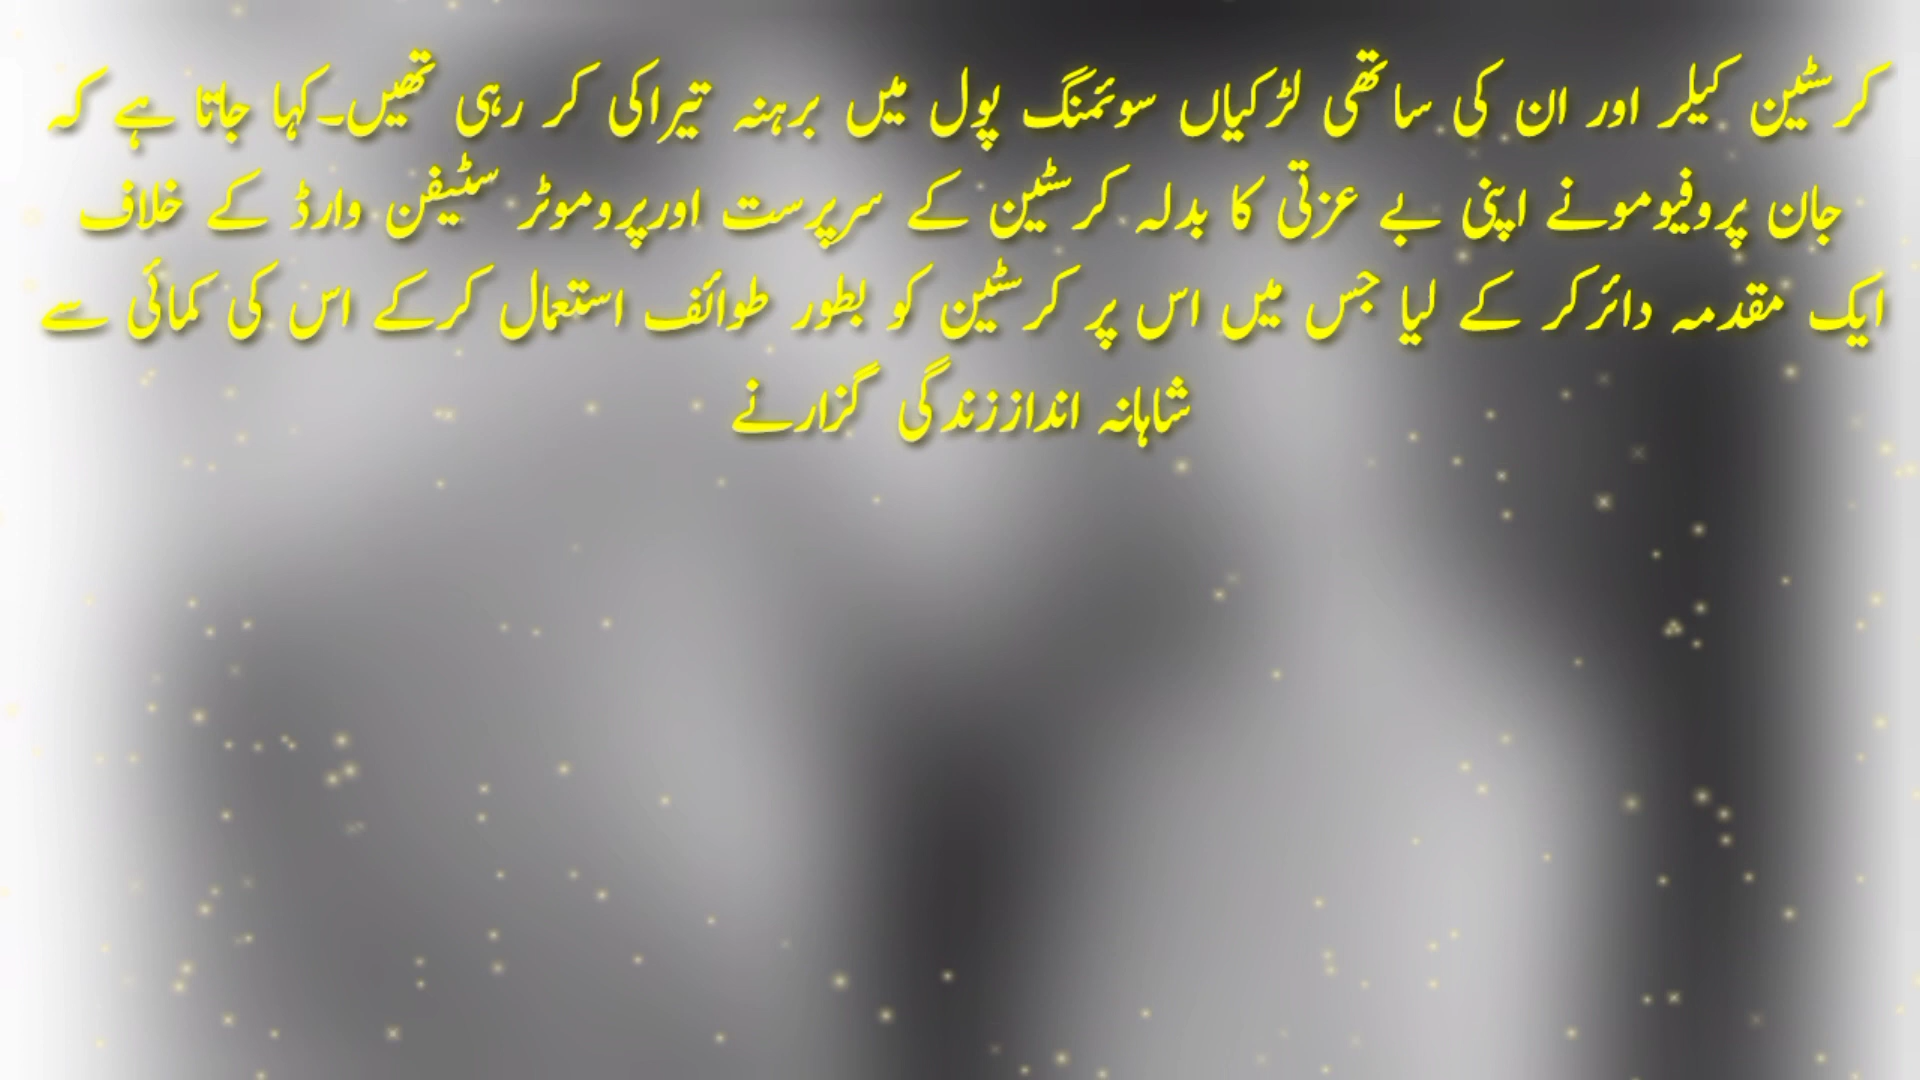 کرسٹین کیلر اور ان کی ساتھی لڑکیاں سوئمنگ پول میں برہنہ تیراکی کر رہی تھیں۔کہا جاتا ہے کہ
جان پروفیومونے اپنی بے عزتی کا بدلہ کرسٹین کے سرپرست اورپروموٹر سٹیفن وارڈ کے خلاف
ایک مقدمہ دائرکر کے لیا جس میں اس پر کرسٹین کو بطور طوائف استعمال کرکے اس کی کمائی سے
شاہانہ انداززندگی گزارنے